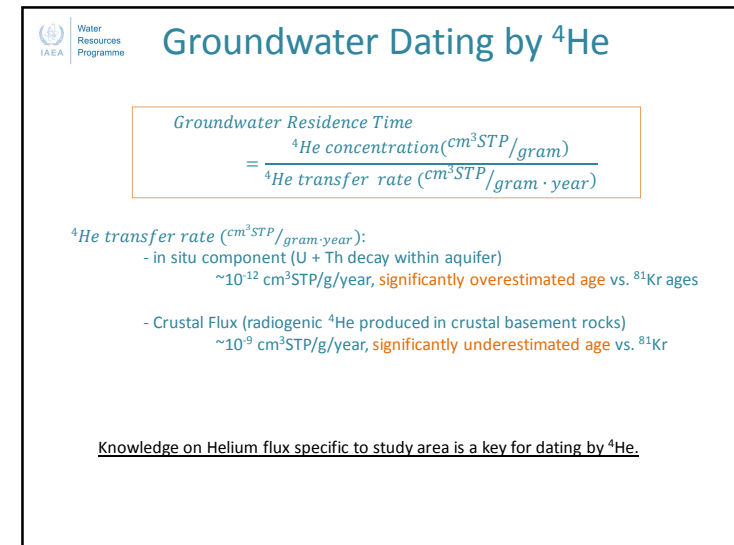 IAEA
Water
Resources
Programme
Groundwater Dating by ⁴He
Groundwater Residence Time
= ⁴He concentration(cm³STP/gram) / ⁴He transfer rate (cm³STP/gram · year)
⁴He transfer rate (cm³STP/gram·year):
- in situ component (U + Th decay within aquifer)
~10⁻¹² cm³STP/g/year, significantly overestimated age vs. ⁸¹Kr ages
- Crustal Flux (radiogenic ⁴He produced in crustal basement rocks)
~10⁻⁹ cm³STP/g/year, significantly underestimated age vs. ⁸¹Kr
Knowledge on Helium flux specific to study area is a key for dating by ⁴He.